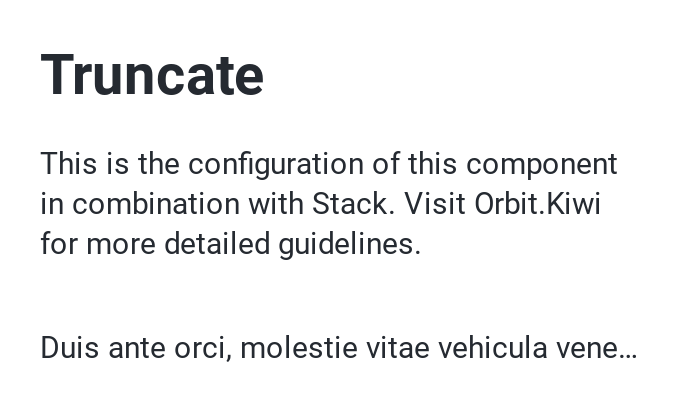 Truncate
This is the configuration of this component
in combination with Stack. Visit Orbit.Kiwi
for more detailed guidelines.
Duis ante orci, molestie vitae vehicula vene…